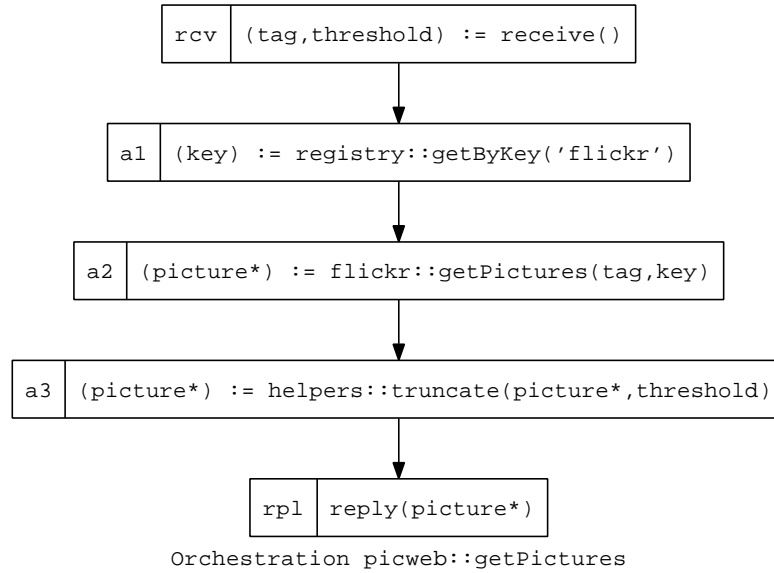 rcv (tag,threshold) := receive()
a1 (key) := registry::getByKey(’flickr’)
a2 (picture*) := flickr::getPictures(tag,key)
a3 (picture*) := helpers::truncate(picture*,threshold)
rpl reply(picture*)
Orchestration picweb::getPictures